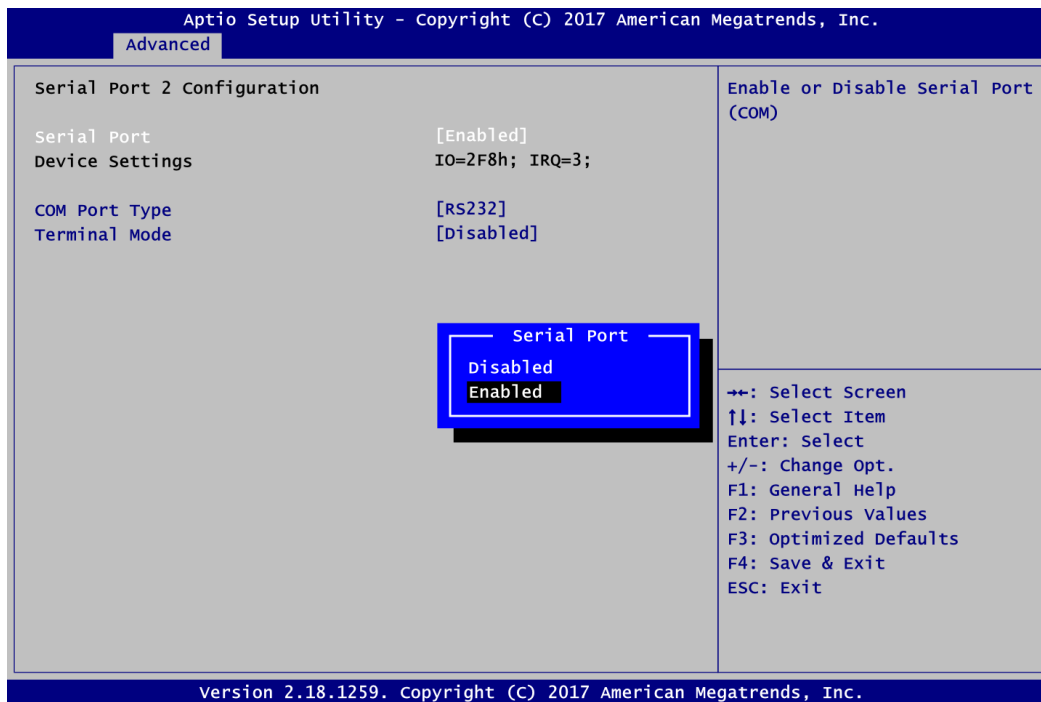 Aptio Setup Utility - Copyright (C) 2017 American Megatrends, Inc.
Advanced
Serial Port 2 Configuration
Serial Port [Enabled]
Device Settings IO=2F8h; IRQ=3;
COM Port Type [RS232]
Terminal Mode [Disabled]
Serial Port
Disabled
Enabled
Enable or Disable Serial Port
(COM)
→←: Select Screen
↑↓: Select Item
Enter: Select
+/-: Change Opt.
F1: General Help
F2: Previous Values
F3: Optimized Defaults
F4: Save & Exit
ESC: Exit
Version 2.18.1259. Copyright (C) 2017 American Megatrends, Inc.